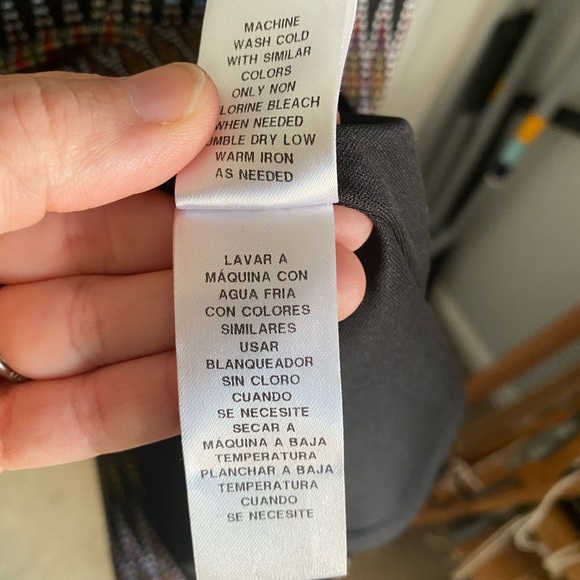 MACHINE
WASH COLD
WITH SIMILAR
COLORS
ONLY NON
LORINE BLEACH
WHEN NEEDED
UMBLE DRY LOW
WARM IRON
AS NEEDED
LAVAR A
MÁQUINA CON
AGUA FRIA
CON COLORES
SIMILARES
USAR
BLANQUEADOR
SIN CLORO
CUANDO
SE NECESITE
SECAR A
MÁQUINA A BAJA
TEMPERATURA
PLANCHAR A BAJA
TEMPERATURA
CUANDO
SE NECESITE